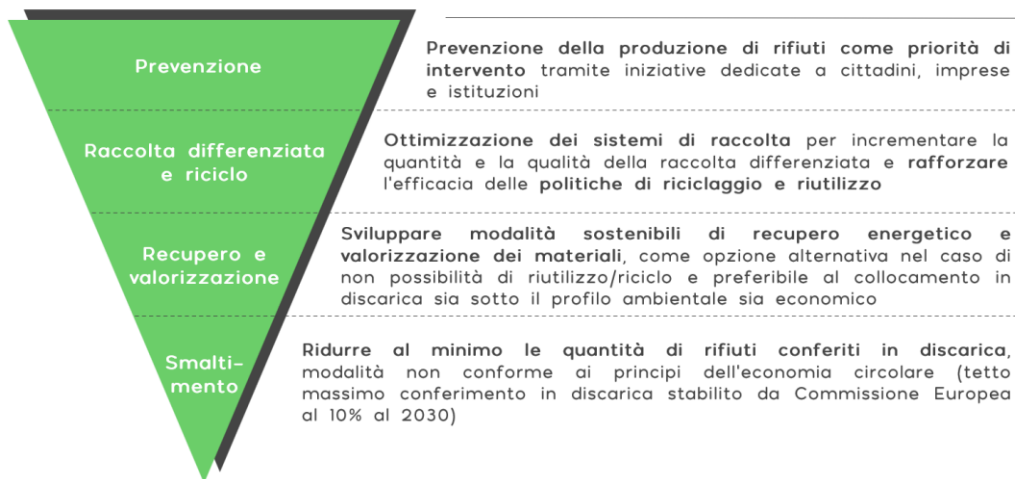 Prevenzione
Prevenzione della produzione di rifiuti come priorità di
intervento tramite iniziative dedicate a cittadini, imprese
e istituzioni
Raccolta differenziata
e riciclo
Ottimizzazione dei sistemi di raccolta per incrementare la
quantità e la qualità della raccolta differenziata e rafforzare
l'efficacia delle politiche di riciclaggio e riutilizzo
Recupero e
valorizzazione
Sviluppare modalità sostenibili di recupero energetico e
valorizzazione dei materiali, come opzione alternativa nel caso di
non possibilità di riutilizzo/riciclo e preferibile al collocamento in
discarica sia sotto il profilo ambientale sia economico
Smalti-
mento
Ridurre al minimo le quantità di rifiuti conferiti in discarica,
modalità non conforme ai principi dell'economia circolare (tetto
massimo conferimento in discarica stabilito da Commissione Europea
al 10% al 2030)